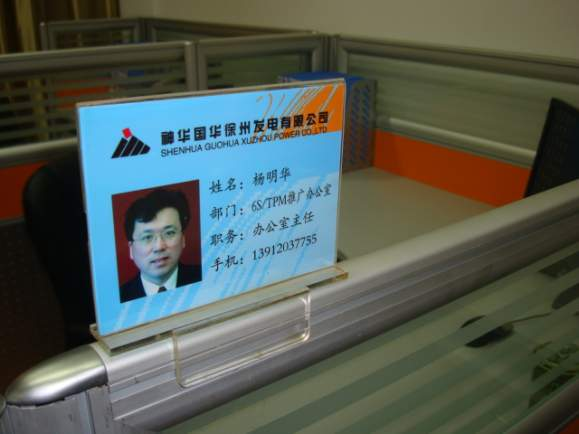 神华国华徐州发电有限公司
SHENHUA GUOHUA XUZHOU POWER CO.,LTD
姓名：杨明华
部门：6S/TPM推广办公室
职务：办公室主任
手机：13912037755